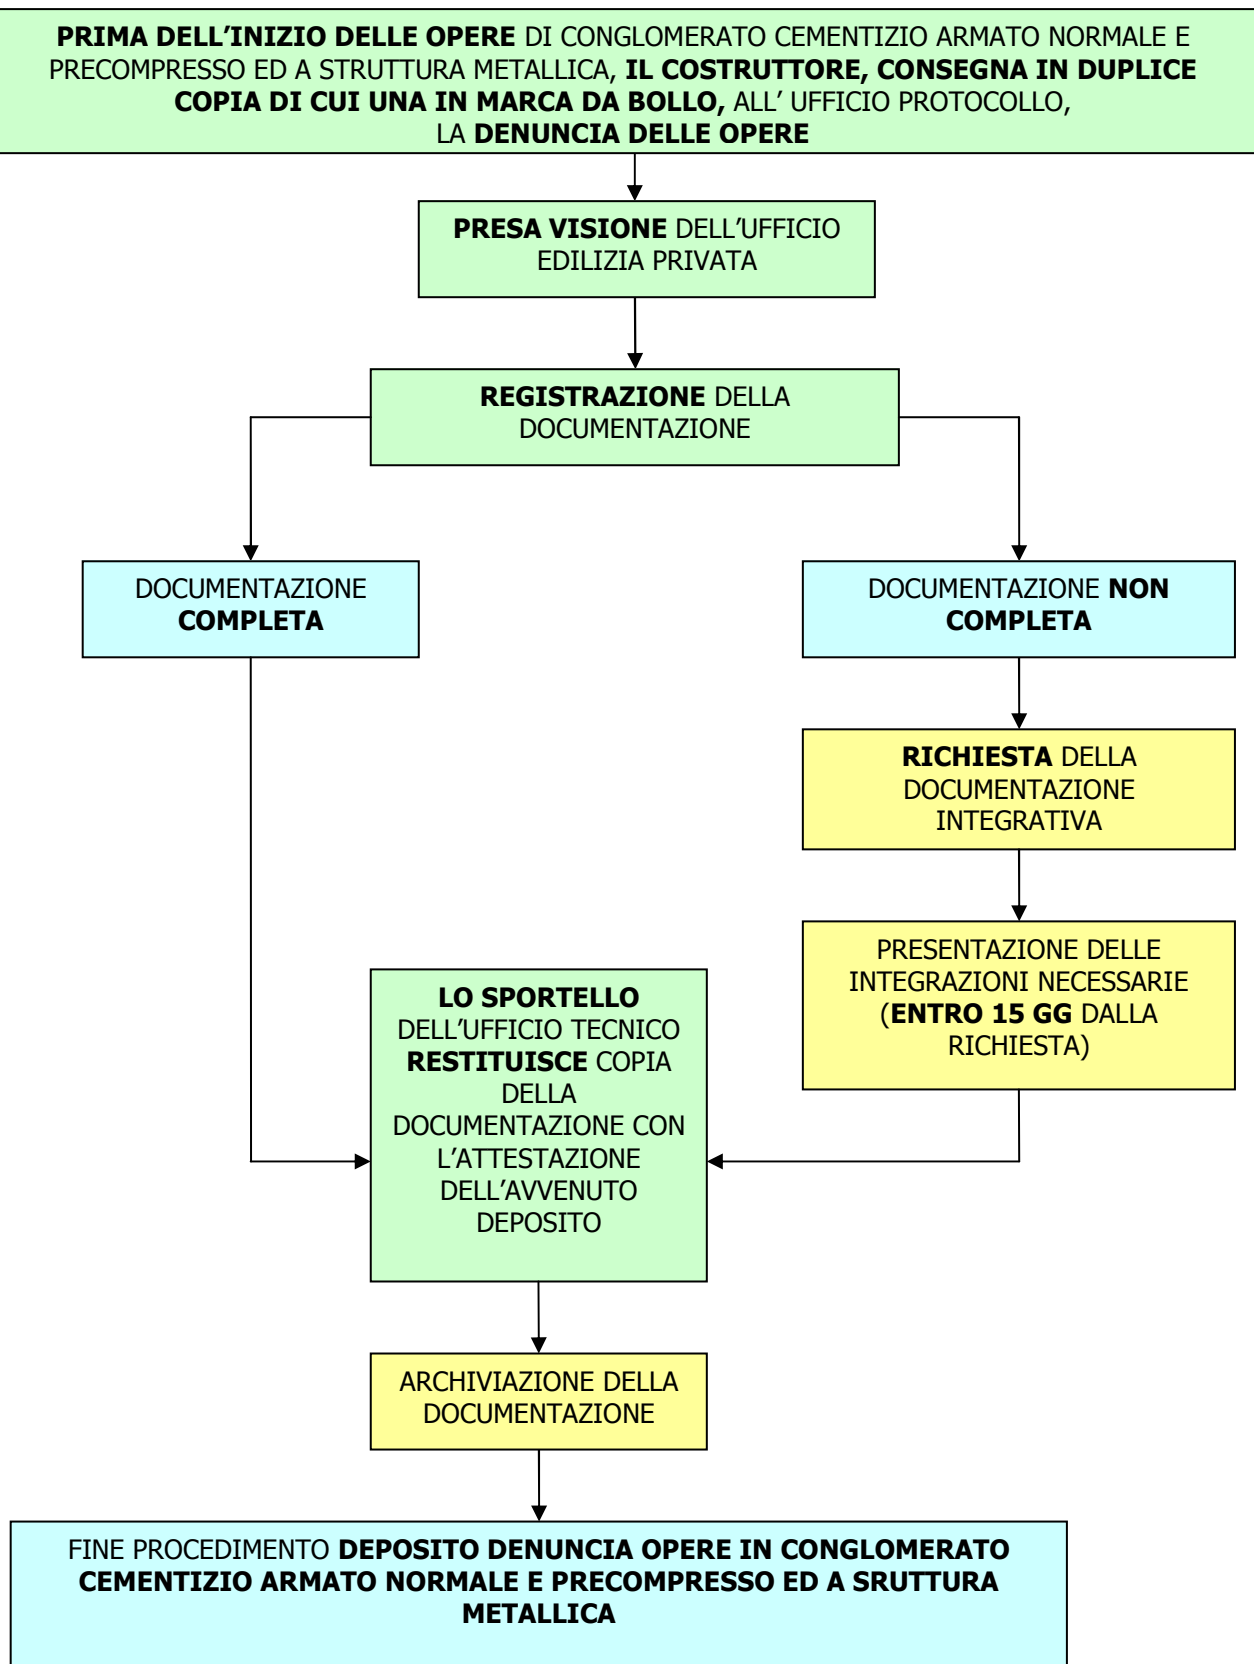 PRIMA DELL’INIZIO DELLE OPERE DI CONGLOMERATO CEMENTIZIO ARMATO NORMALE E
PRECOMPRESSO ED A STRUTTURA METALLICA, IL COSTRUTTORE, CONSEGNA IN DUPLICE
COPIA DI CUI UNA IN MARCA DA BOLLO, ALL’ UFFICIO PROTOCOLLO,
LA DENUNCIA DELLE OPERE
PRESA VISIONE DELL’UFFICIO
EDILIZIA PRIVATA
REGISTRAZIONE DELLA
DOCUMENTAZIONE
DOCUMENTAZIONE
COMPLETA
DOCUMENTAZIONE NON
COMPLETA
RICHIESTA DELLA
DOCUMENTAZIONE
INTEGRATIVA
PRESENTAZIONE DELLE
INTEGRAZIONI NECESSARIE
(ENTRO 15 GG DALLA
RICHIESTA)
LO SPORTELLO
DELL’UFFICIO TECNICO
RESTITUISCE COPIA
DELLA
DOCUMENTAZIONE CON
L’ATTESTAZIONE
DELL’AVVENUTO
DEPOSITO
ARCHIVIAZIONE DELLA
DOCUMENTAZIONE
FINE PROCEDIMENTO DEPOSITO DENUNCIA OPERE IN CONGLOMERATO
CEMENTIZIO ARMATO NORMALE E PRECOMPRESSO ED A SRUTTURA
METALLICA